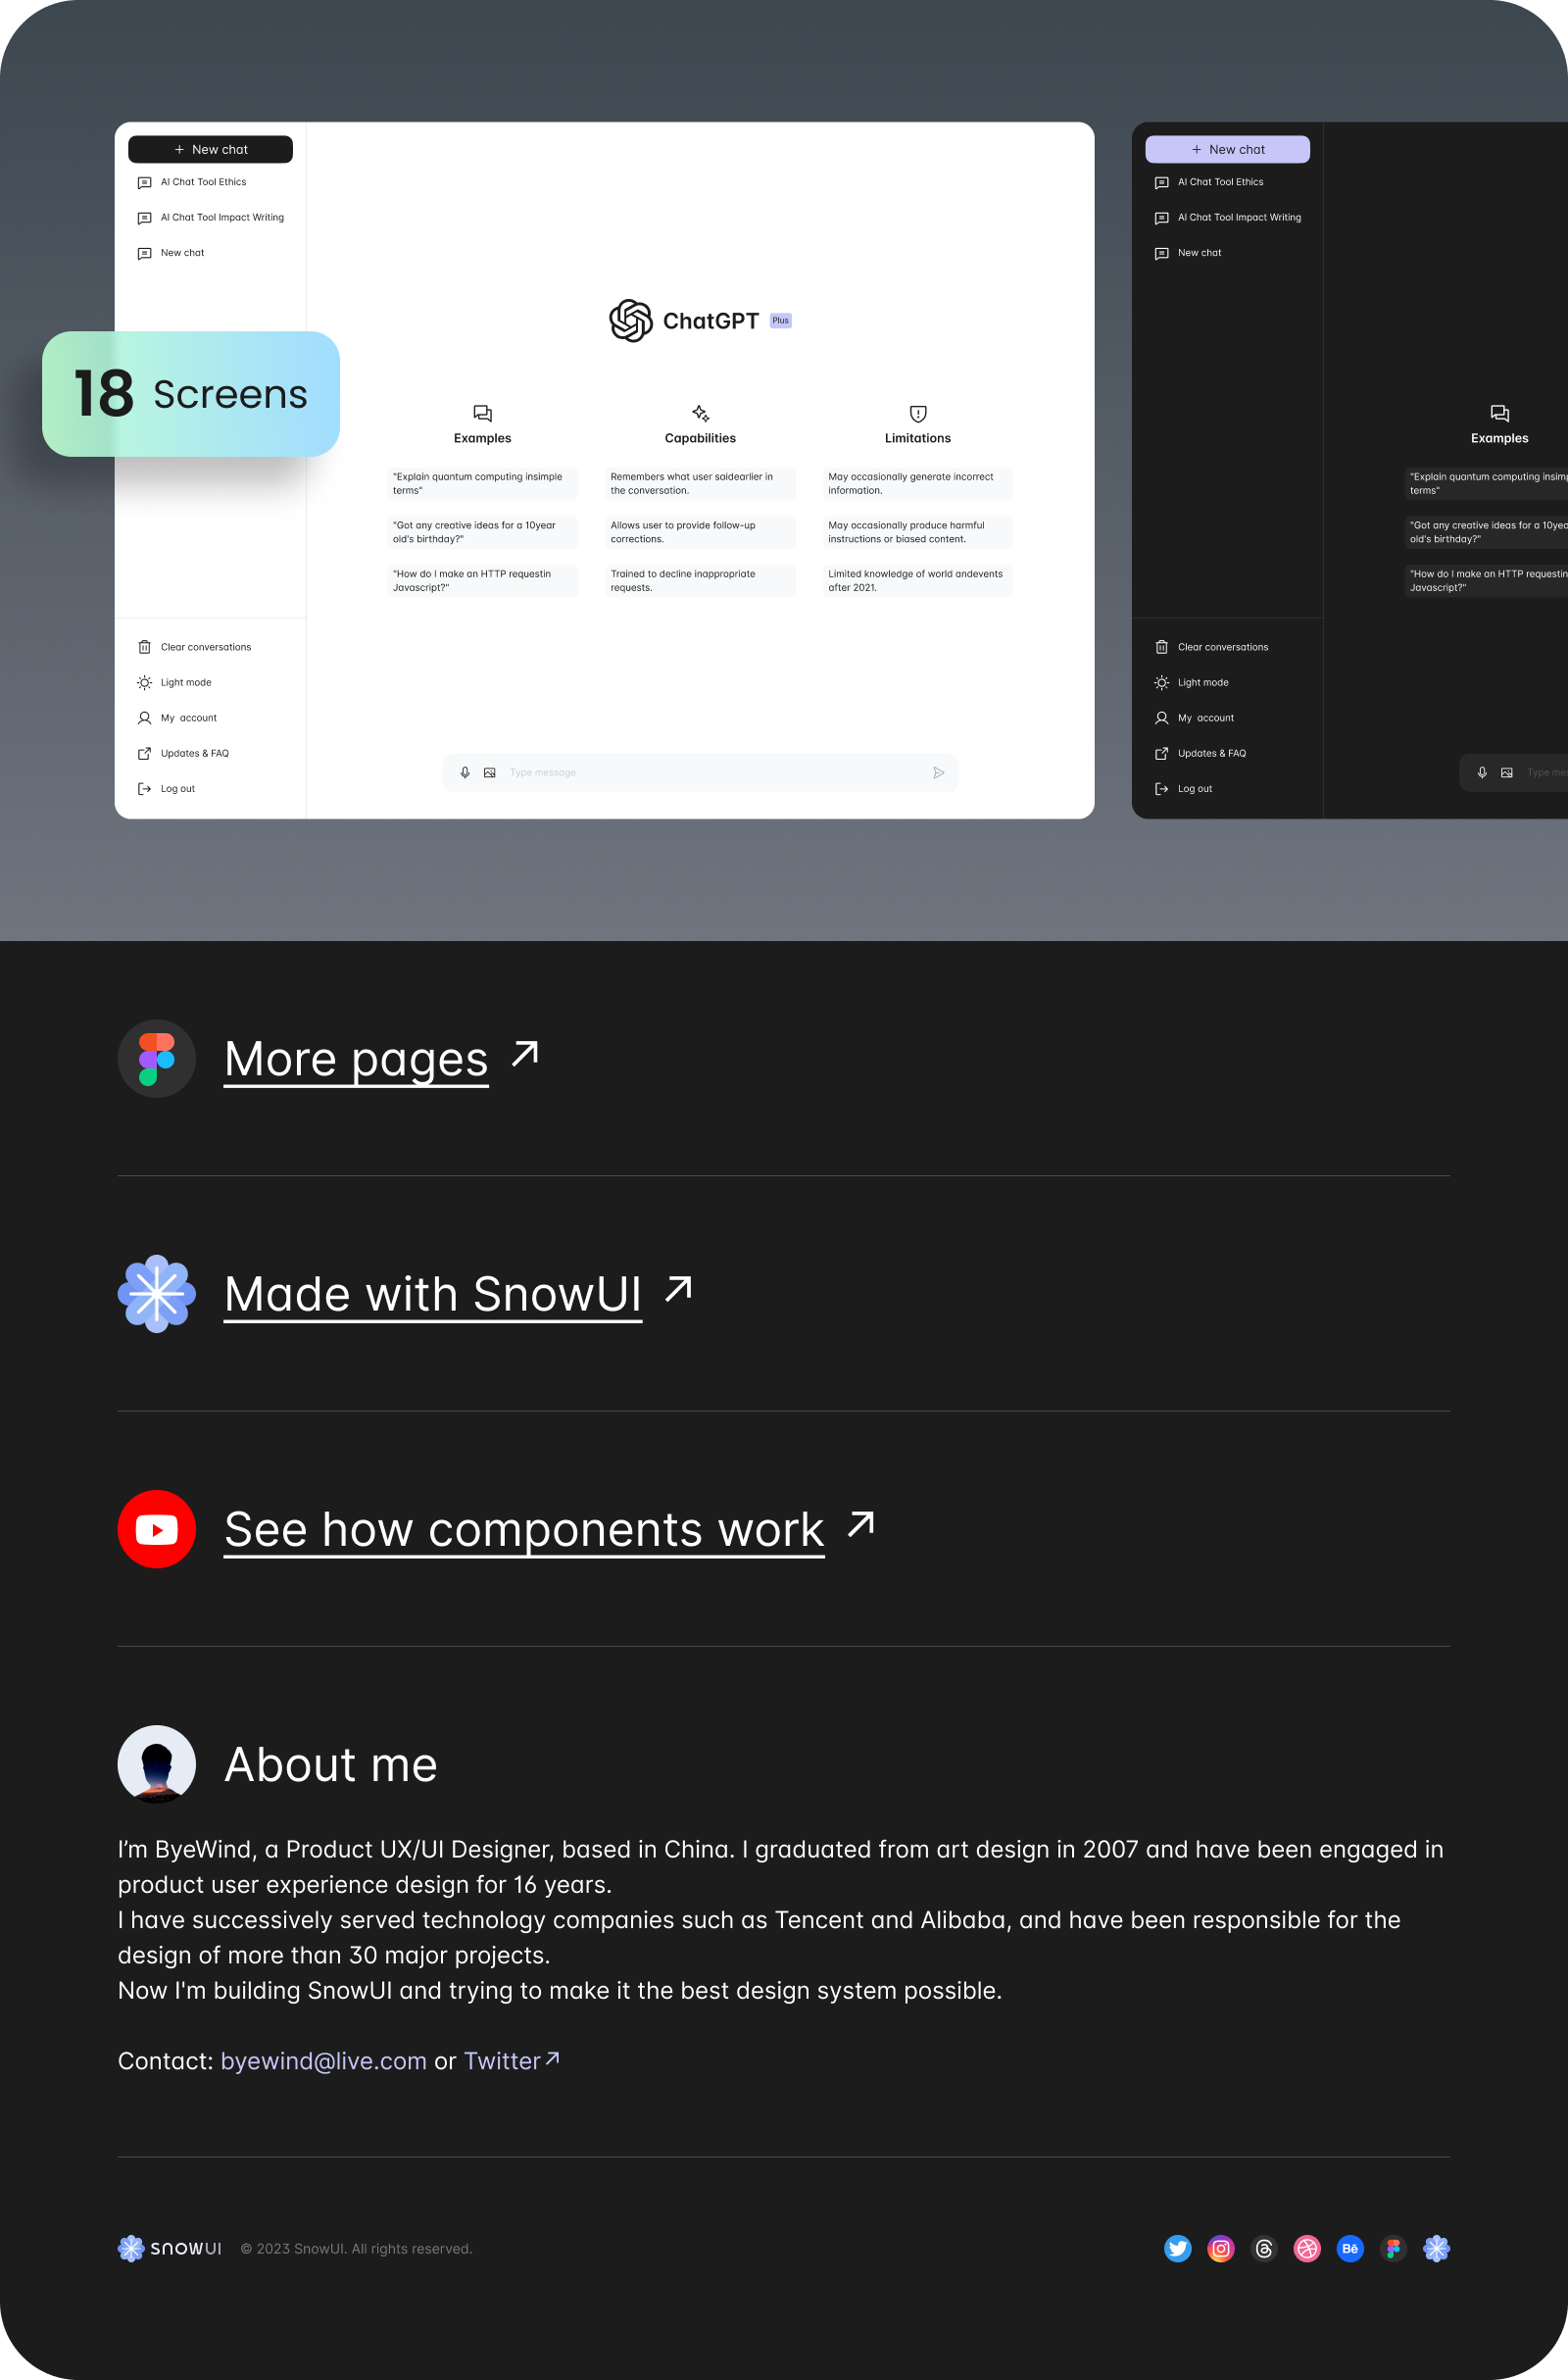 New chat
AI Chat Tool Ethics
AI Chat Tool Impact Writing
New chat
18 Screens
Clear conversations
Light mode
My account
Updates & FAQ
Log out
ChatGPT Plus
Examples
"Explain quantum computing insimple
terms"
"Got any creative ideas for a 10year
old's birthday?"
"How do I make an HTTP requestin
Javascript?"
Capabilities
Remembers what user saidearlier in
the conversation.
Allows user to provide follow-up
corrections.
Trained to decline inappropriate
requests.
Limitations
May occasionally generate incorrect
information.
May occasionally produce harmful
instructions or biased content.
Limited knowledge of world andevents
after 2021.
Type message
New chat
AI Chat Tool Ethics
AI Chat Tool Impact Writing
New chat
Clear conversations
Light mode
My account
Updates & FAQ
Log out
Examples
"Explain quantum computing
terms"
"Got any creative ideas for a
old's birthday?"
"How do I make an HTTP requestin
Javascript?"
Type
More pages
Made with SnowUI
See how components work
About me
I’m ByeWind, a Product UX/UI Designer, based in China. I graduated from art design in 2007 and have been engaged in
product user experience design for 16 years.
I have successively served technology companies such as Tencent and Alibaba, and have been responsible for the
design of more than 30 major projects.
Now I'm building SnowUI and trying to make it the best design system possible.
Contact: byewind@live.com or Twitter
SNOWUI © 2023 SnowUI. All rights reserved.
Bē